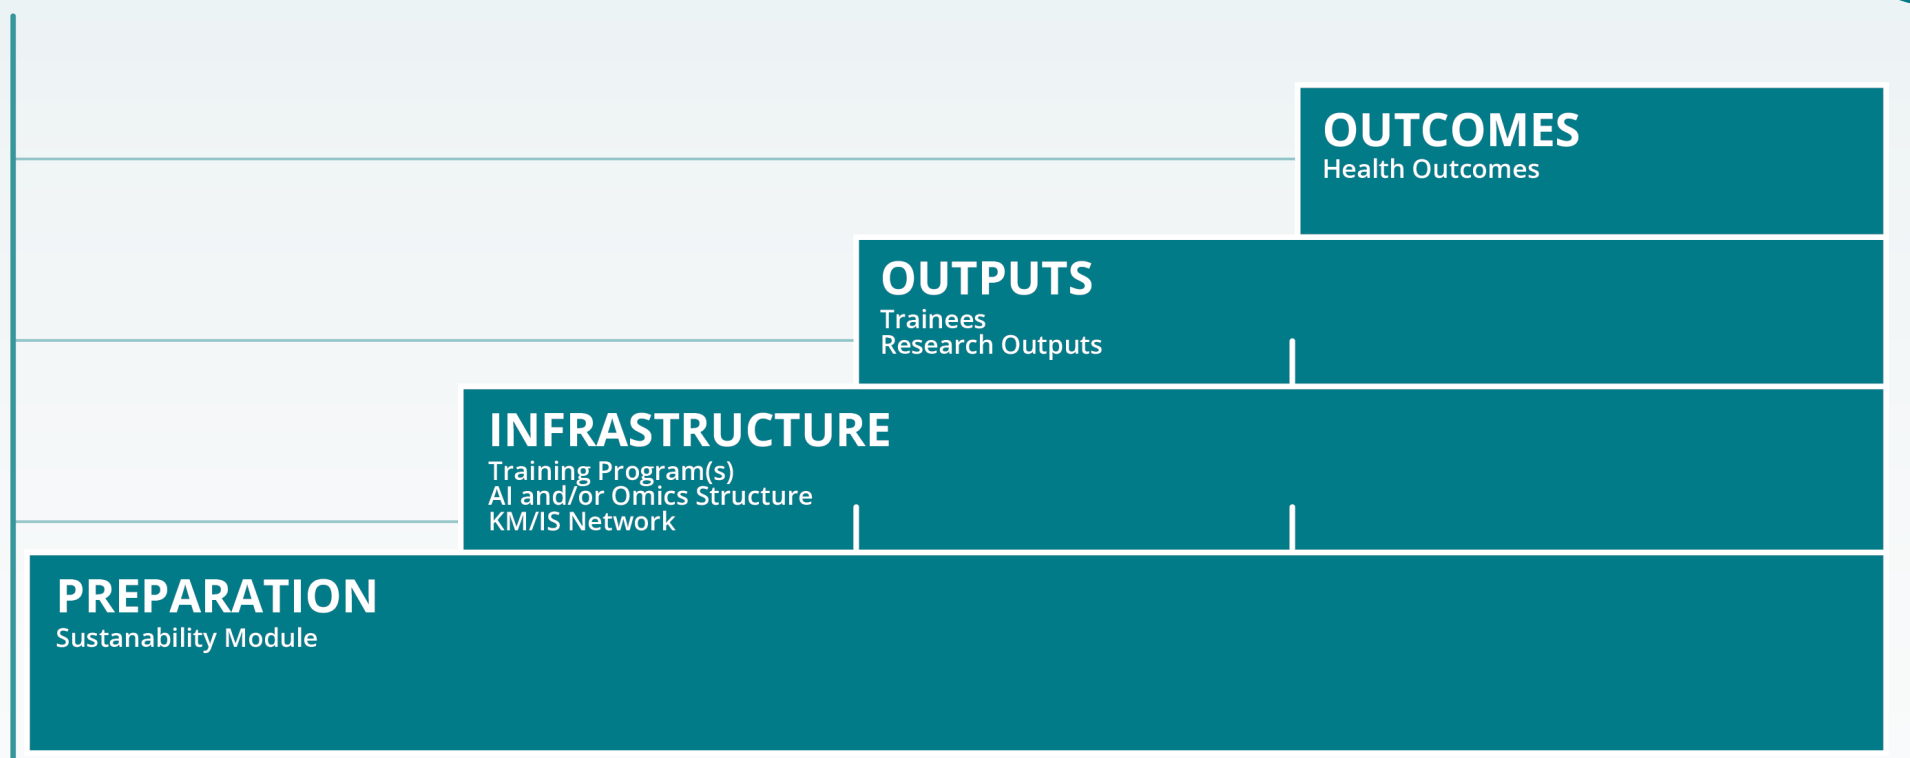 OUTCOMES
Health Outcomes
OUTPUTS
Trainees
Research Outputs
INFRASTRUCTURE
Training Program(s)
AI and/or Omics Structure
KM/IS Network
PREPARATION
Sustanability Module